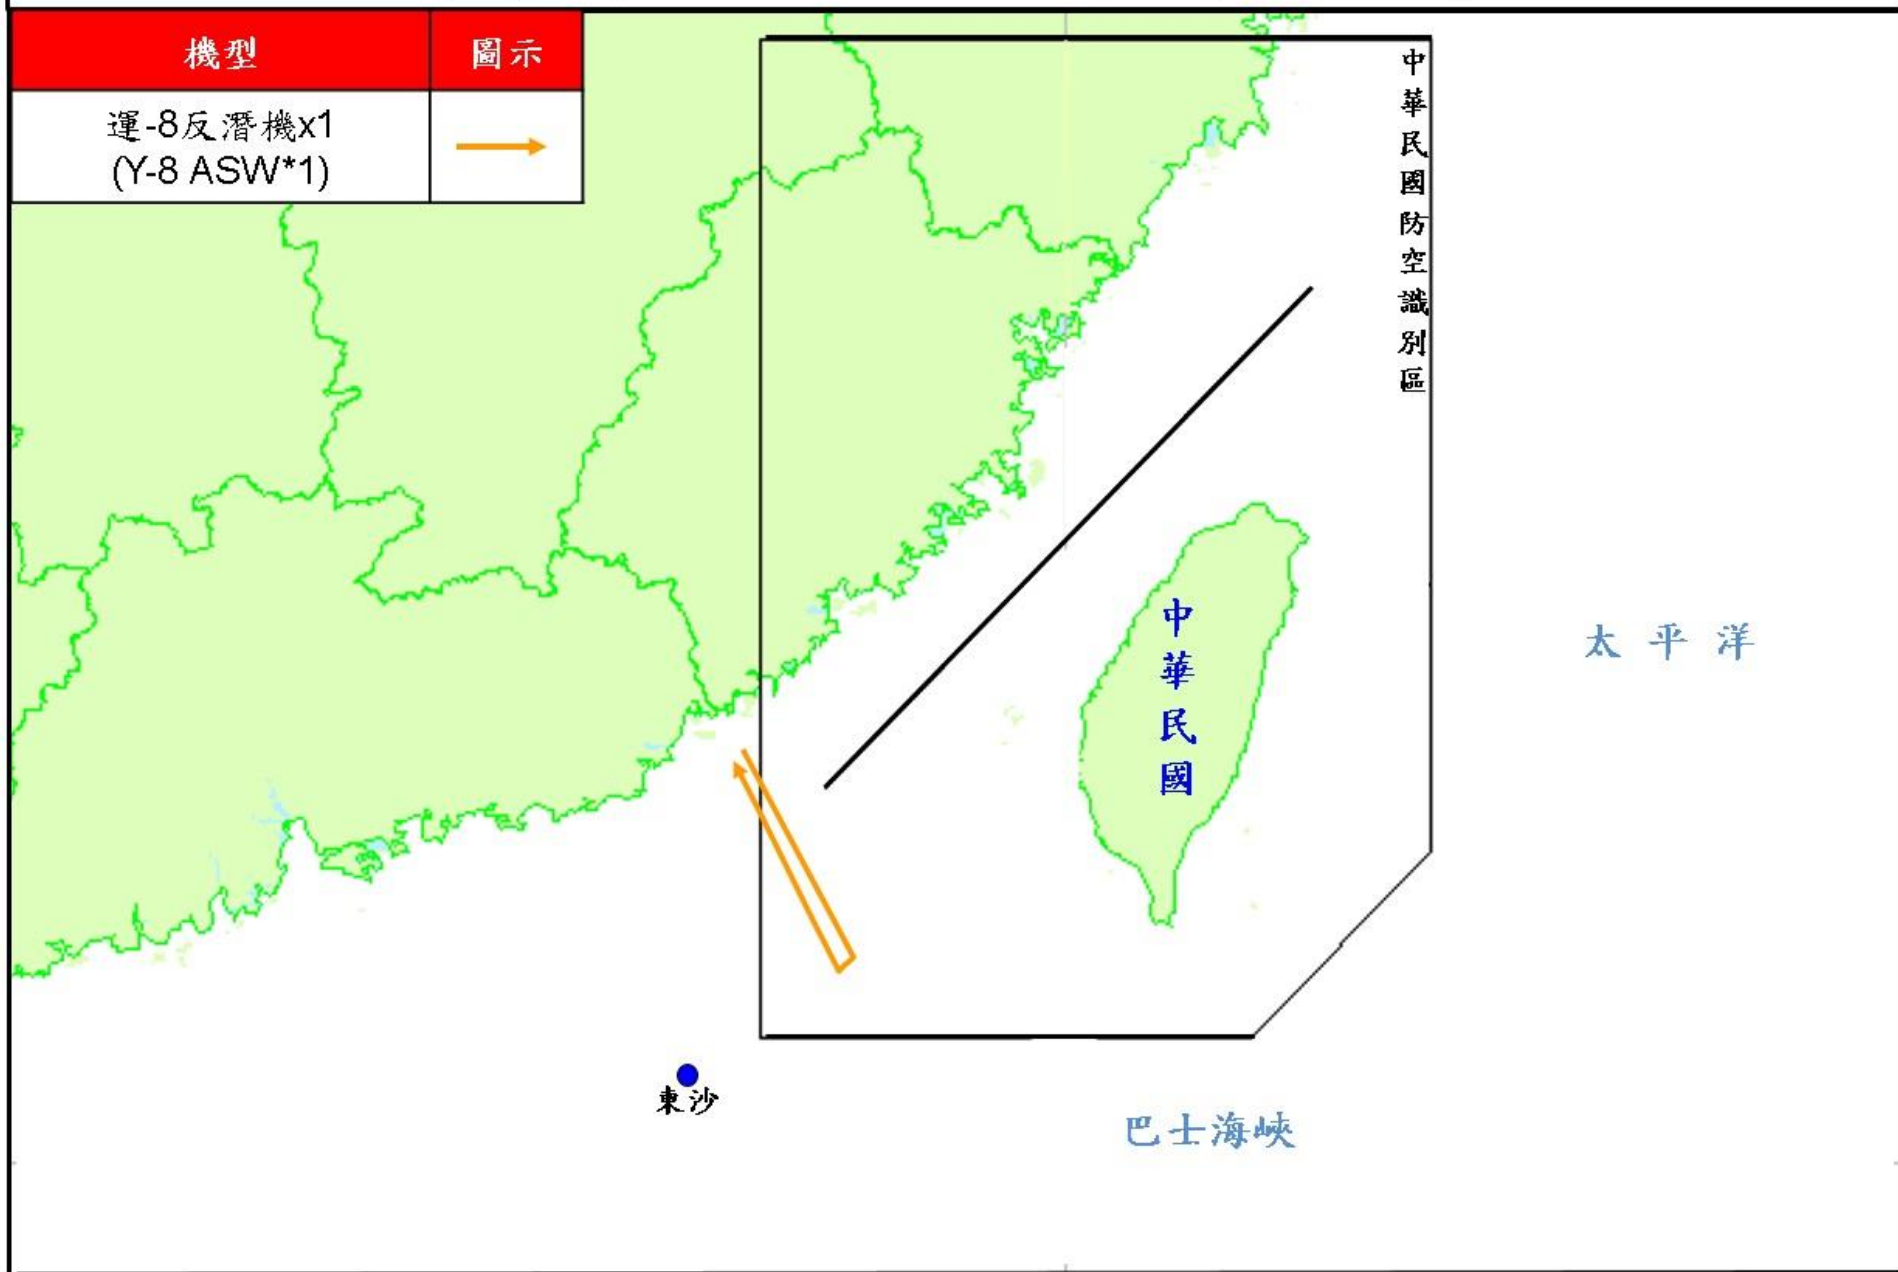 機型
圖示
運-8反潛機x1
(Y-8 ASW*1)
中華民國防空識別區
中華民國
太平洋
東沙
巴士海峽